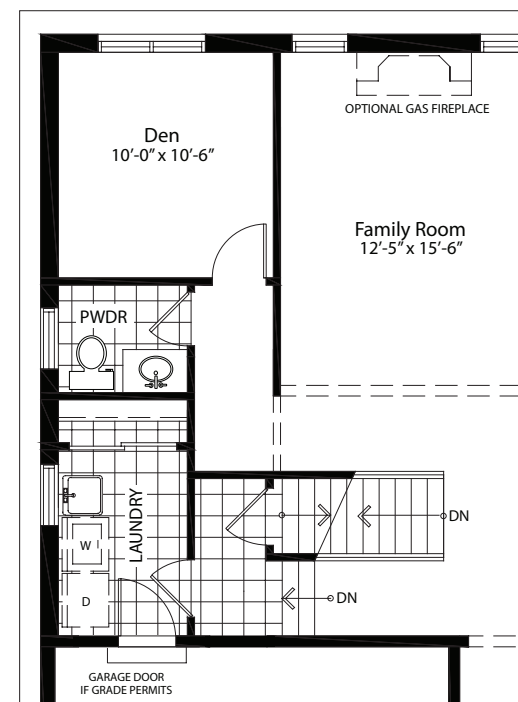 OPTIONAL GAS FIREPLACE
Den
10’-0” x 10’-6”
Family Room
12’-5” x 15’-6”
PWDR
LAUNDRY
W
D
DN
DN
GARAGE DOOR
IF GRADE PERMITS